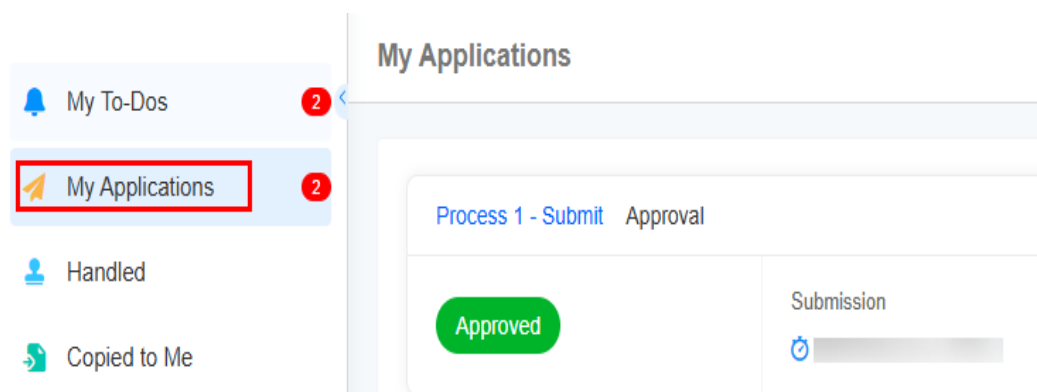 My Applications
My To-Dos 2
My Applications 2
Handled
Copied to Me
Process 1 - Submit Approval
Approved
Submission